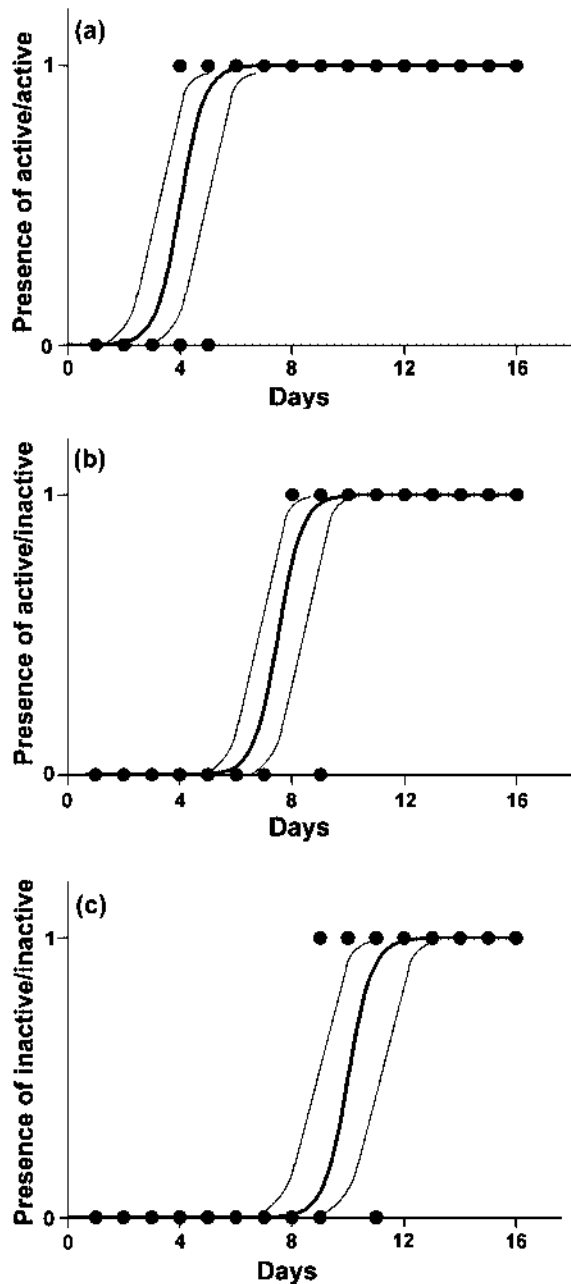 (a)
Presence of active/active
1
0
0 4 8 12 16
Days
(b)
Presence of active/inactive
1
0
0 4 8 12 16
Days
(c)
Presence of inactive/inactive
1
0
0 4 8 12 16
Days